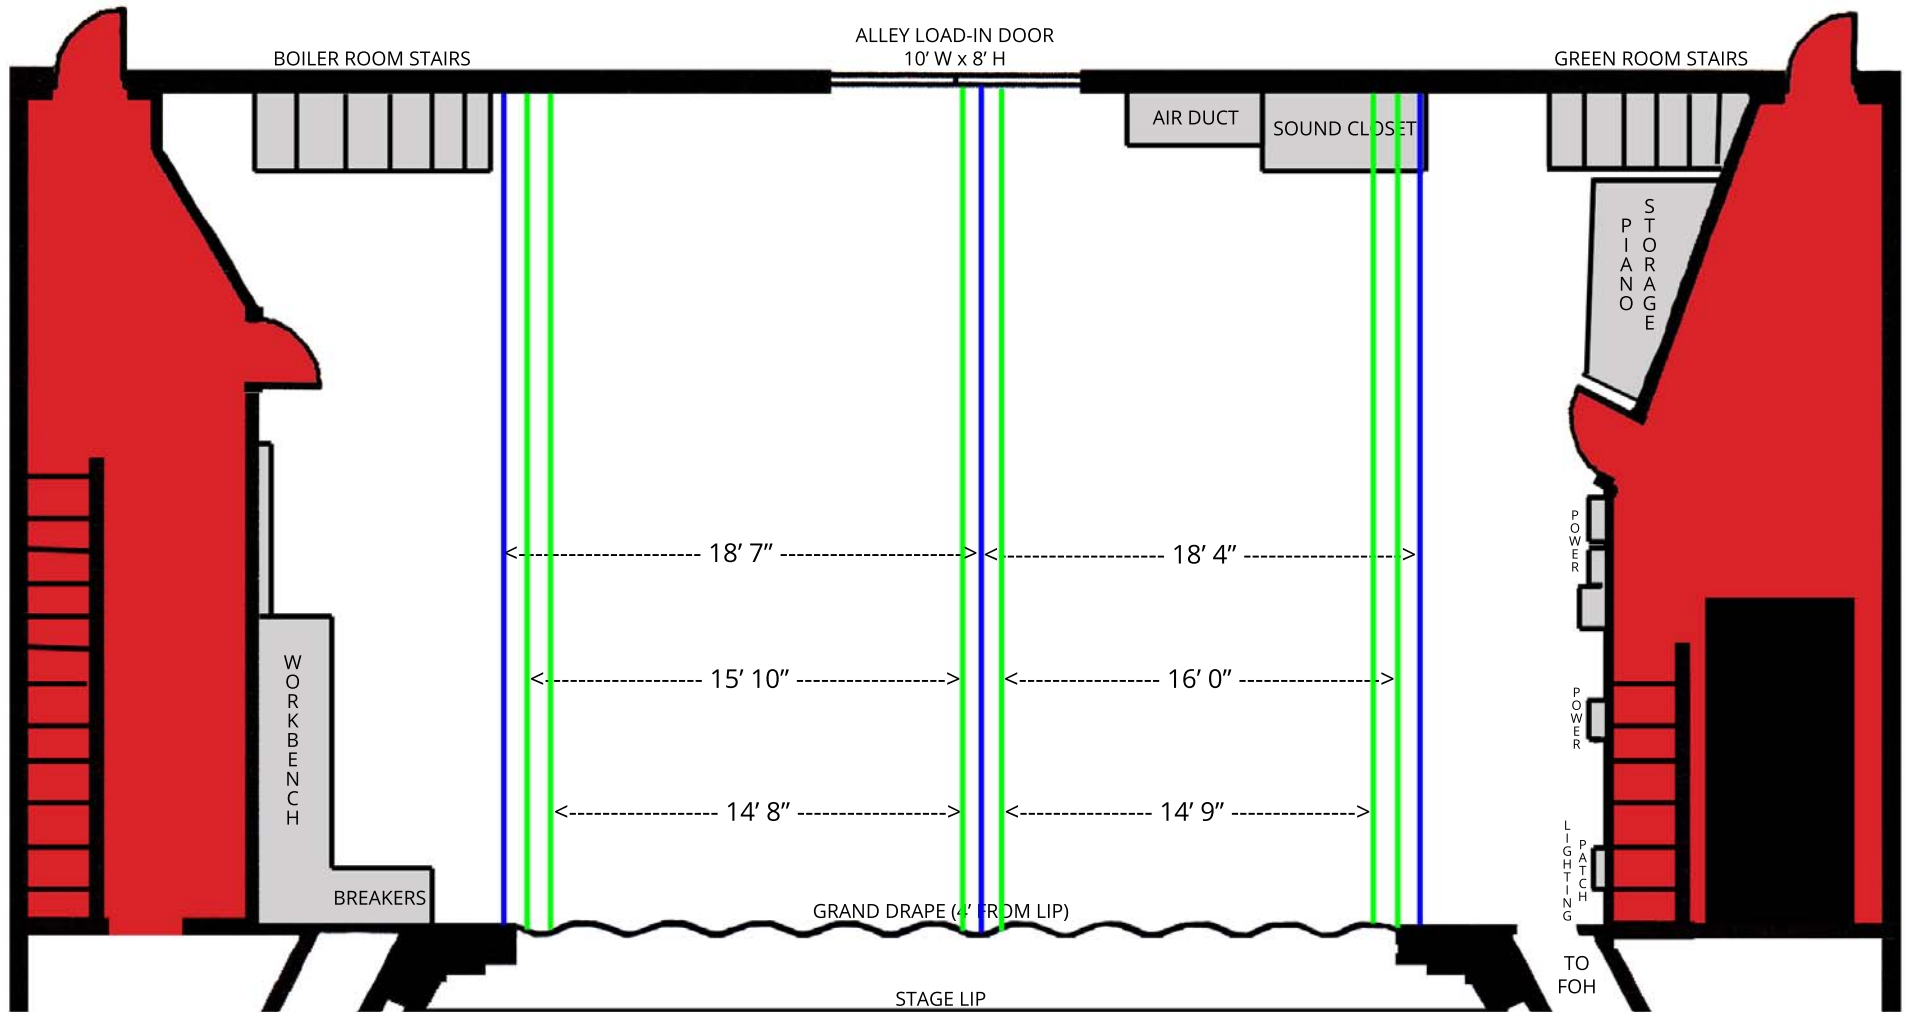 ALLEY LOAD-IN DOOR
10’ W x 8’ H
BOILER ROOM STAIRS
GREEN ROOM STAIRS
AIR DUCT
SOUND CLOSET
PIANO
STORAGE
POWER
18’ 7”
18’ 4”
15’ 10”
16’ 0”
WORKBENCH
POWER
14’ 8”
14’ 9”
LIGHTING
PATCH
BREAKERS
GRAND DRAPE (4’ FROM LIP)
TO
FOH
STAGE LIP